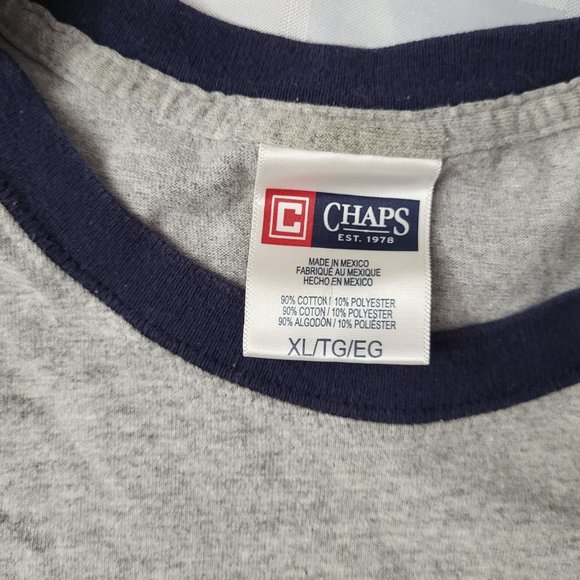 C CHAPS
EST. 1978
MADE IN MEXICO
FABRIQUÉ AU MEXIQUE
HECHO EN MEXICO
90% COTTON / 10% POLYESTER
90% COTON / 10% POLYESTER
90% ALGODÓN / 10% POLIÉSTER
XL/TG/EG